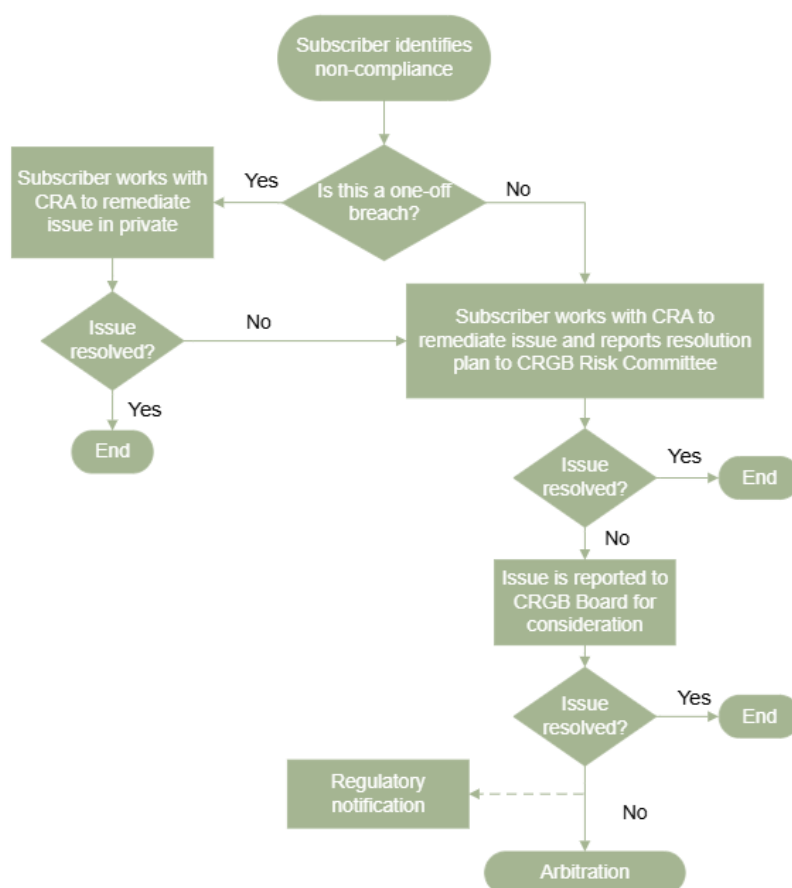 Subscriber identifies
non-compliance
Subscriber works with
CRA to remediate
issue in private
Yes
Is this a one-off
breach?
No
Issue
resolved?
No
Subscriber works with CRA to
remediate issue and reports resolution
plan to CRGB Risk Committee
Yes
End
Issue
resolved?
Yes
End
No
Issue is reported to
CRGB Board for
consideration
Issue
resolved?
Yes
End
Regulatory
notification
No
Arbitration